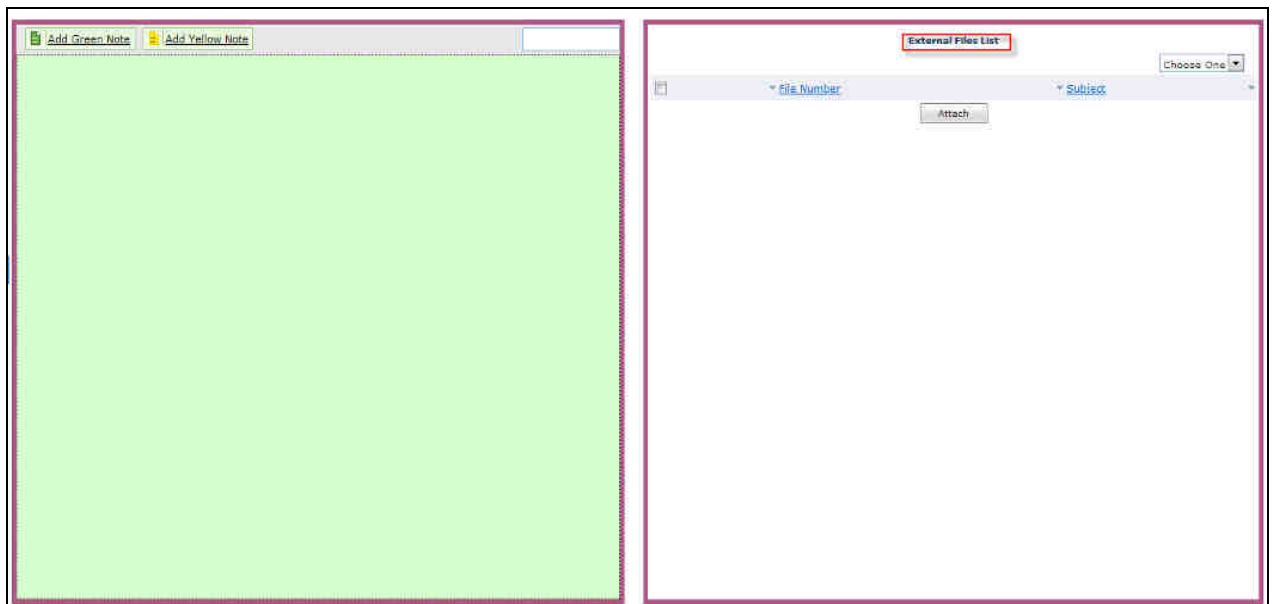 Add Green Note Add Yellow Note
External Files List
Choose One
File Number Subject
Attach